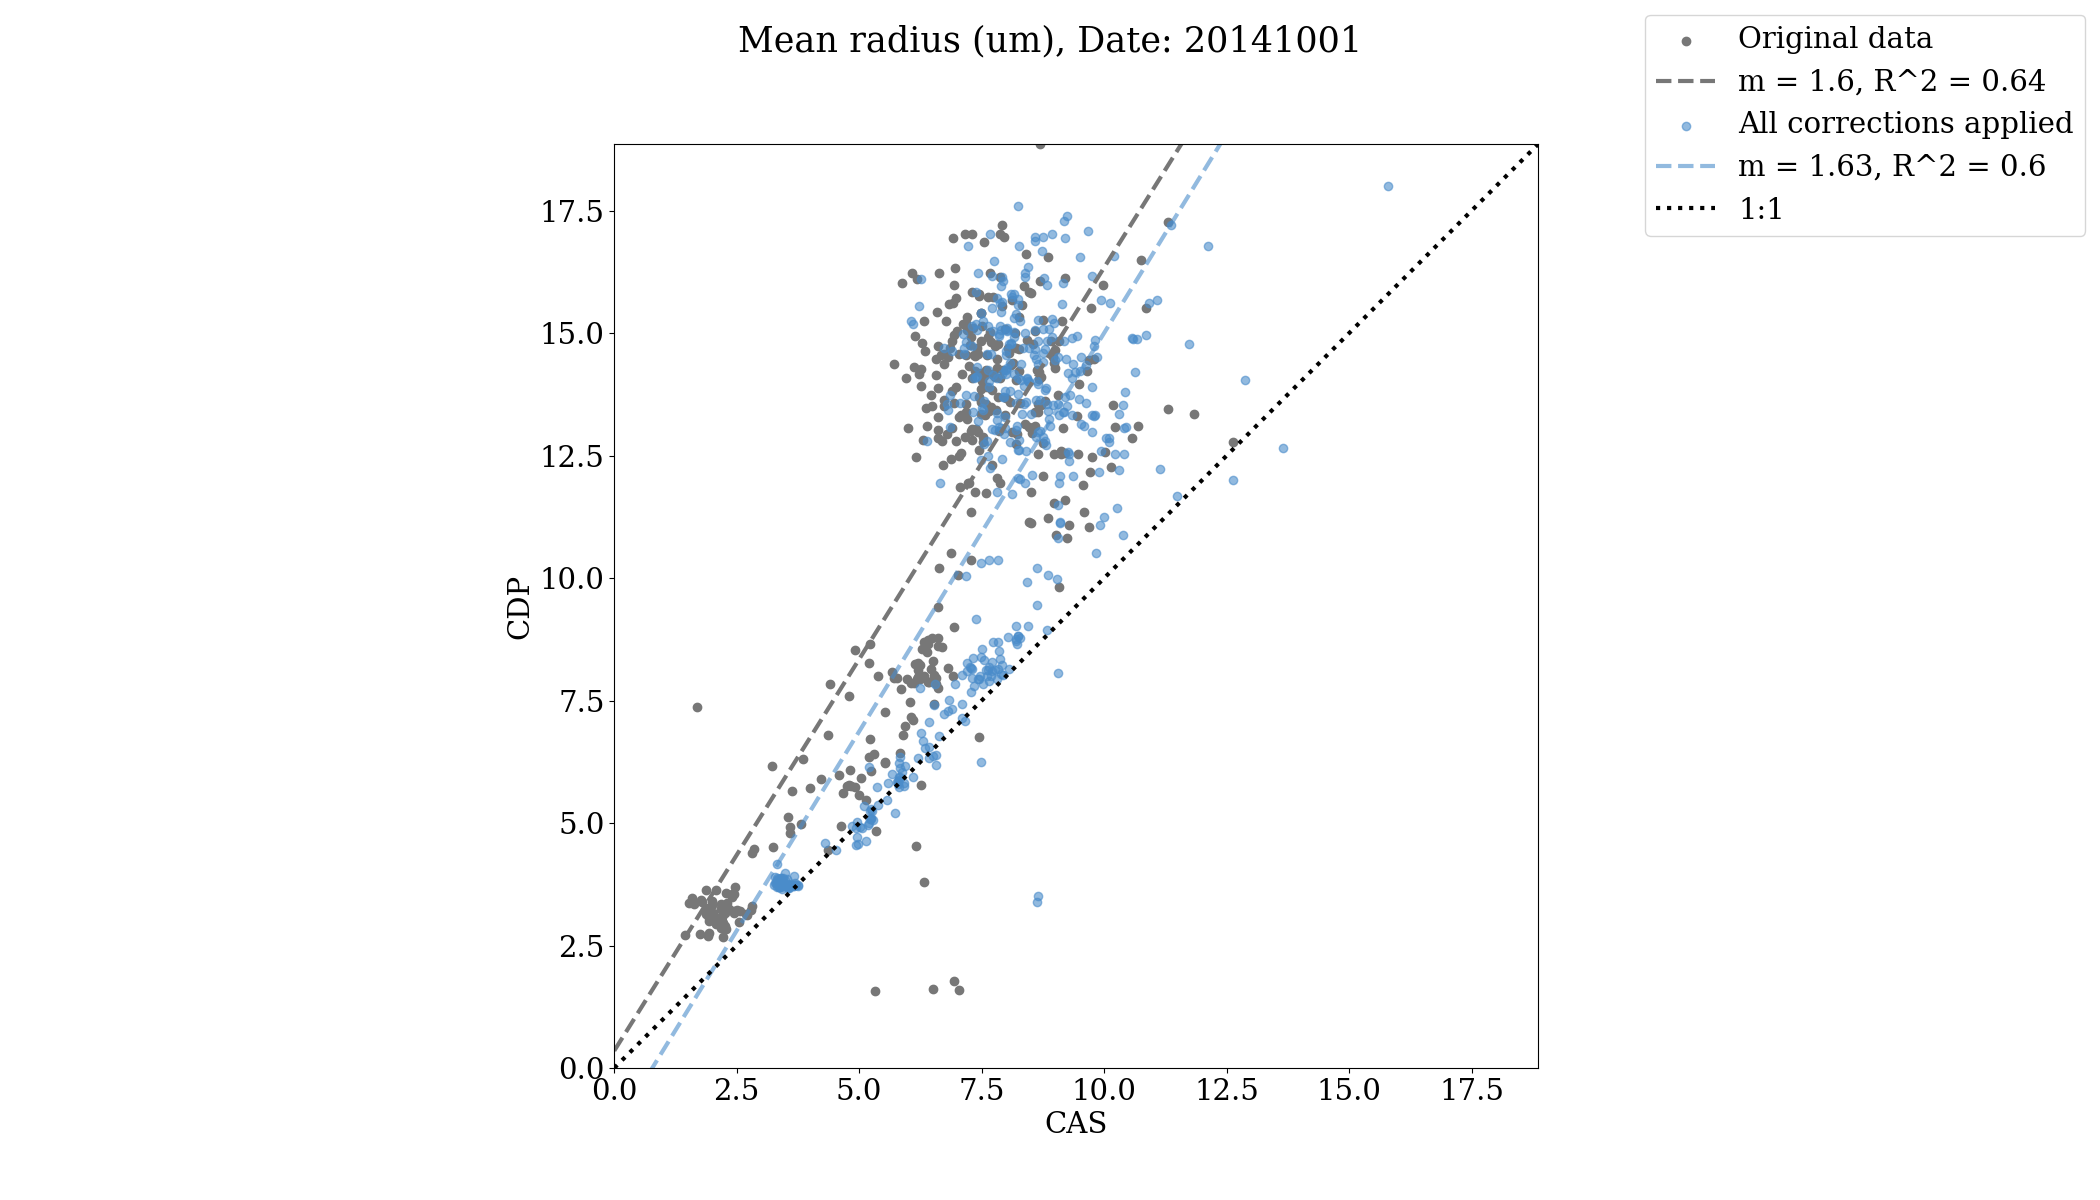 Mean radius (um), Date: 20141001
Original data
m = 1.6, R^2 = 0.64
All corrections applied
m = 1.63, R^2 = 0.6
1:1
17.5
15.0
12.5
10.0
7.5
5.0
2.5
0.0
CDP
0.0 2.5 5.0 7.5 10.0 12.5 15.0 17.5
CAS